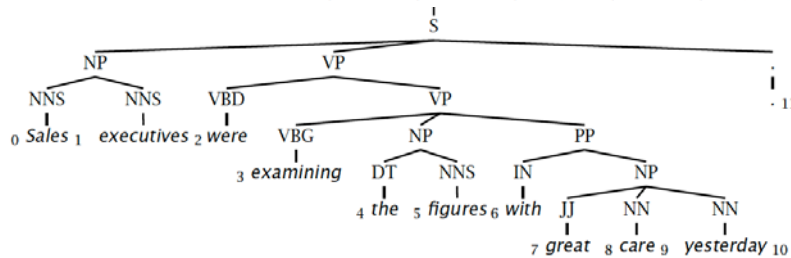 S
NP VP .
NNS NNS VBD VP
0 Sales 1 executives 2 were VBG NP PP . 1
3 examining DT NNS IN NP
4 the 5 figures 6 with JJ NN NN
7 great 8 care 9 yesterday 10